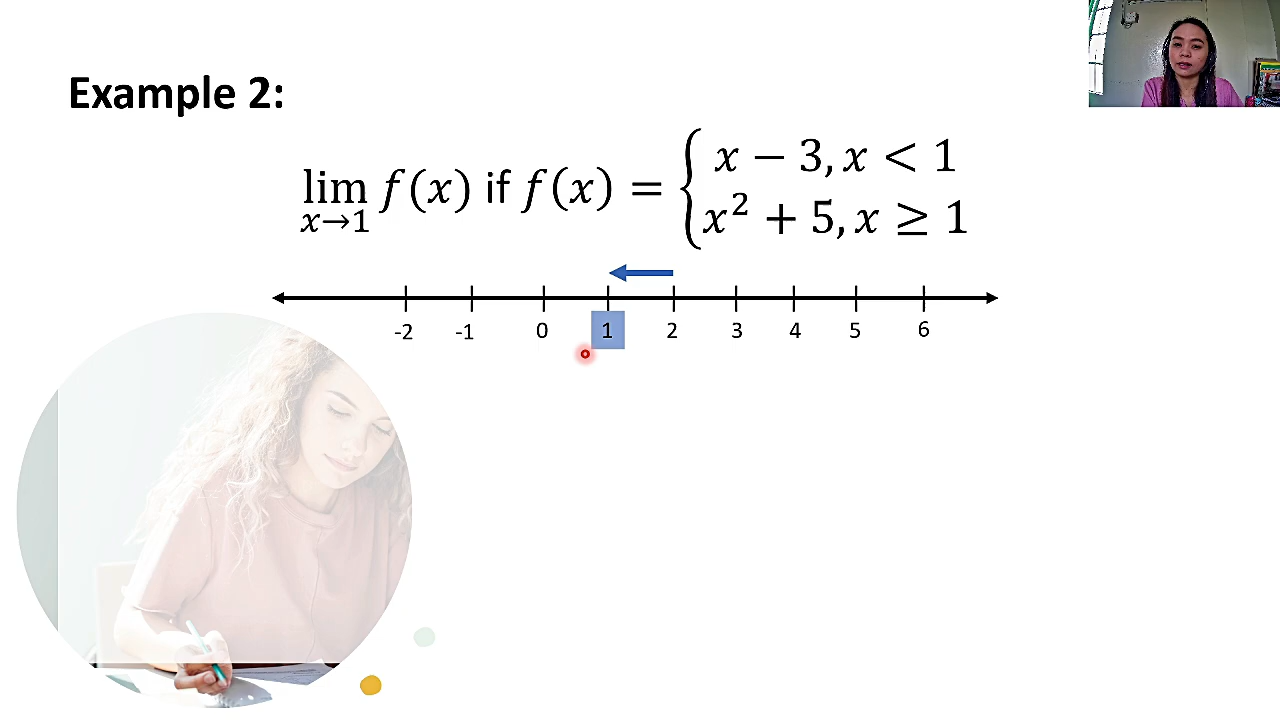 Example 2:
lim x→1 f(x) if f(x) = { x − 3, x < 1
x² + 5, x ≥ 1
-2 -1 0 1 2 3 4 5 6